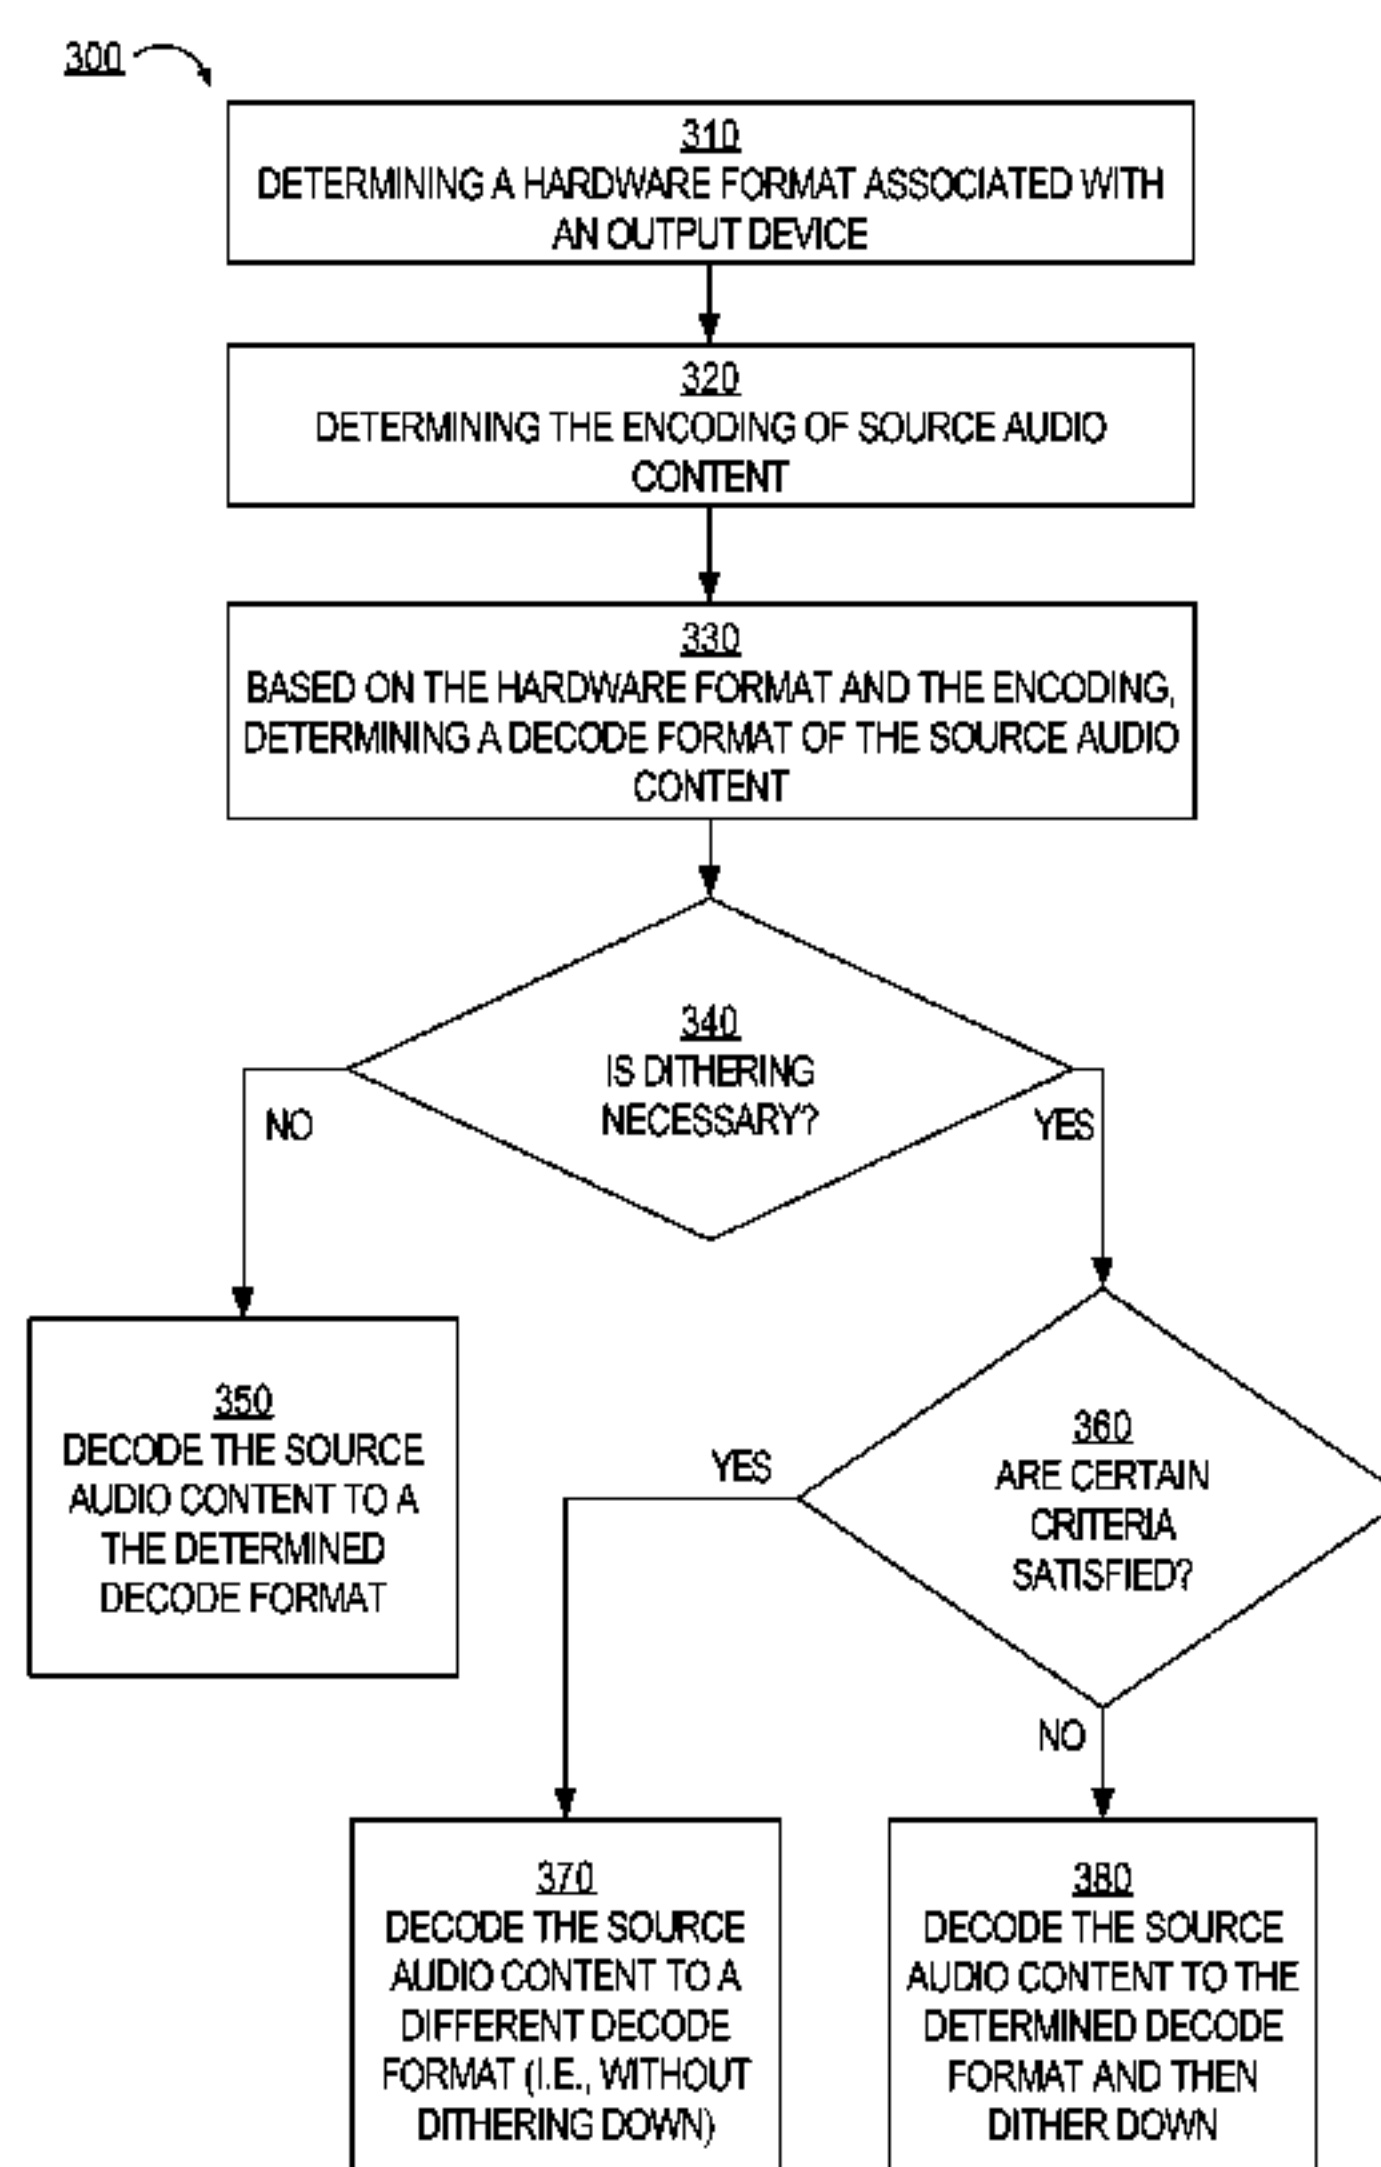 300
310
DETERMINING A HARDWARE FORMAT ASSOCIATED WITH
AN OUTPUT DEVICE
320
DETERMINING THE ENCODING OF SOURCE AUDIO
CONTENT
330
BASED ON THE HARDWARE FORMAT AND THE ENCODING,
DETERMINING A DECODE FORMAT OF THE SOURCE AUDIO
CONTENT
340
IS DITHERING
NECESSARY?
NO
YES
350
DECODE THE SOURCE
AUDIO CONTENT TO A
THE DETERMINED
DECODE FORMAT
360
ARE CERTAIN
CRITERIA
SATISFIED?
YES
NO
370
DECODE THE SOURCE
AUDIO CONTENT TO A
DIFFERENT DECODE
FORMAT (I.E., WITHOUT
DITHERING DOWN)
380
DECODE THE SOURCE
AUDIO CONTENT TO THE
DETERMINED DECODE
FORMAT AND THEN
DITHER DOWN